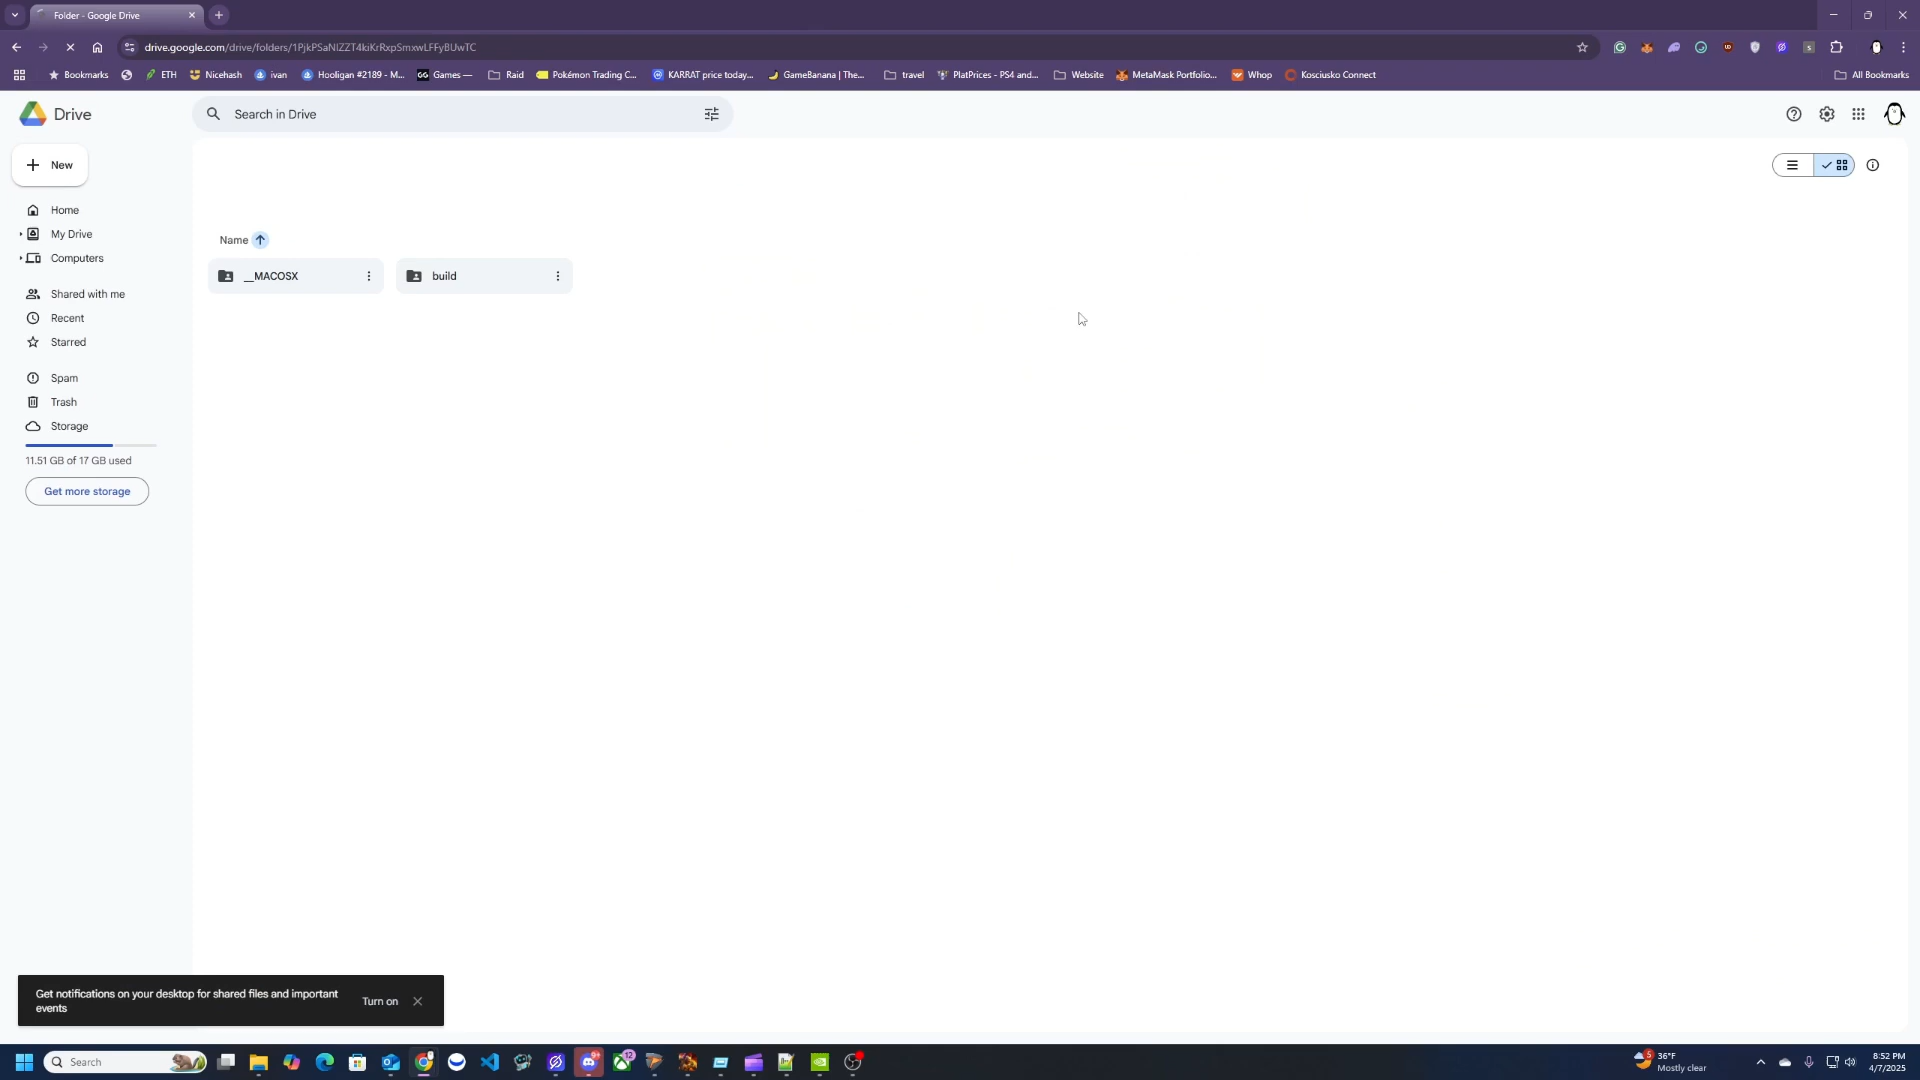 Folder - Google Drive
drive.google.com/drive/folders/1PjkPSaNIZZT4kiKrRxpSmxwLFFyBUwTC
Bookmarks
ETH
Nicehash
ivan
Hooligan #2189 - M...
GG Games —
Raid
Pokémon Trading C...
KARRAT price today...
GameBanana | The...
travel
PlatPrices - PS4 and...
Website
MetaMask Portfolio...
Whop
Kosciusko Connect
All Bookmarks
Drive
Search in Drive
New
Home
My Drive
Computers
Shared with me
Recent
Starred
Spam
Trash
Storage
11.51 GB of 17 GB used
Get more storage
Name
__MACOSX
build
Get notifications on your desktop for shared files and important
events
Turn on
Search
12
5
36°F
Mostly clear
8:52 PM
4/7/2025